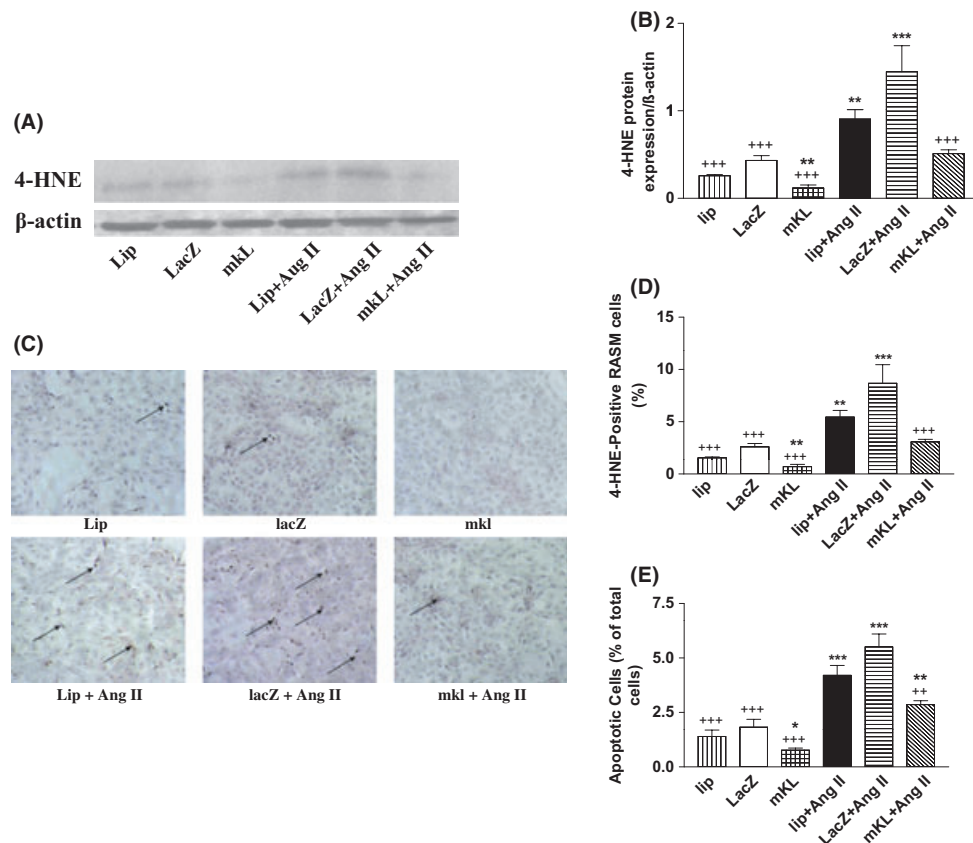 (A)
4-HNE
β-actin
Lip
LacZ
mkL
Lip+Aug II
LacZ+Ang II
mkL+Ang II
(C)
Lip
lacZ
mkl
Lip + Ang II
lacZ + Ang II
mkl + Ang II
(B)
4-HNE protein
expression/ß-actin
2
1
0
+++
+++
**
+++
**
***
+++
lip
LacZ
mKL
lip+Ang II
LacZ+Ang II
mKL+Ang II
(D)
4-HNE-Positive RASM cells
(%)
15
10
5
0
+++
+++
**
+++
**
***
+++
lip
LacZ
mKL
lip+Ang II
LacZ+Ang II
mKL+Ang II
(E)
Apoptotic Cells (% of total
cells)
7.5
5.0
2.5
0.0
+++
+++
*
+++
***
***
**
++
lip
LacZ
mKL
lip+Ang II
LacZ+Ang II
mKL+Ang II